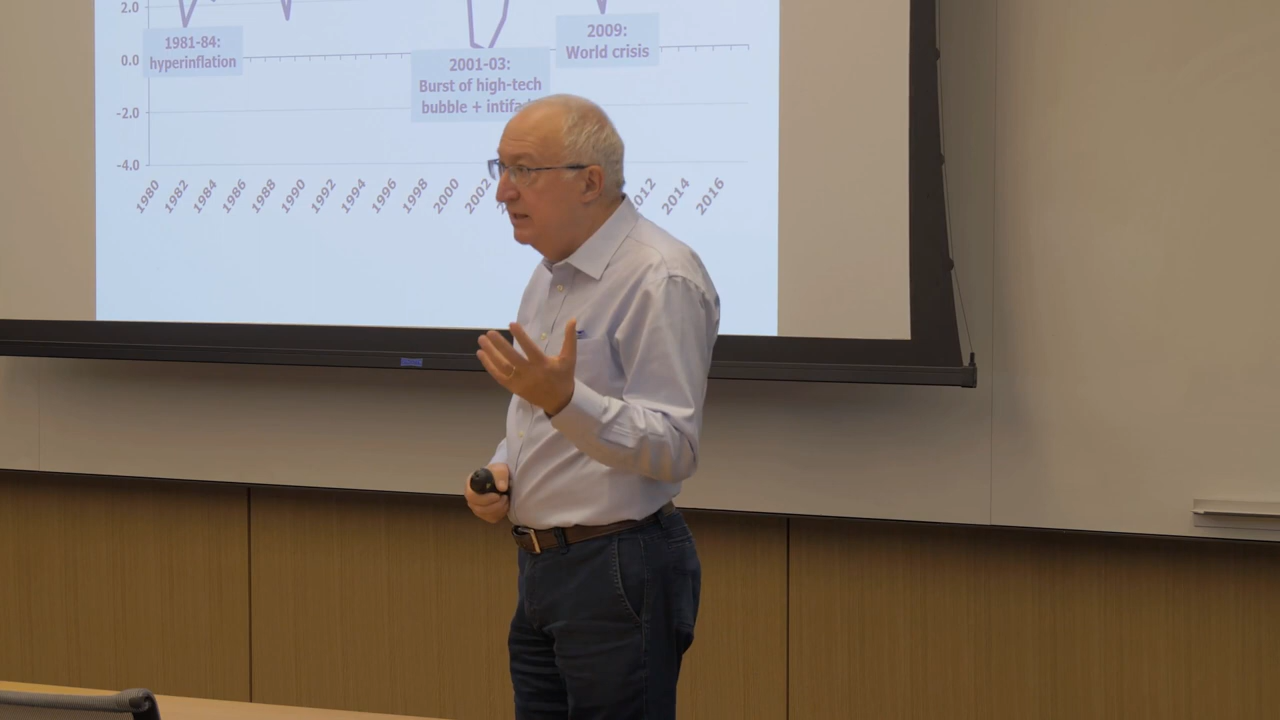 2.0
1981-84:
hyperinflation
0.0
2001-03:
Burst of high-tech
bubble +
2009:
World crisis
-2.0
-4.0
1980 1982 1984 1986 1988 1990 1992 1994 1996 1998 2000 2002 2012 2014 2016